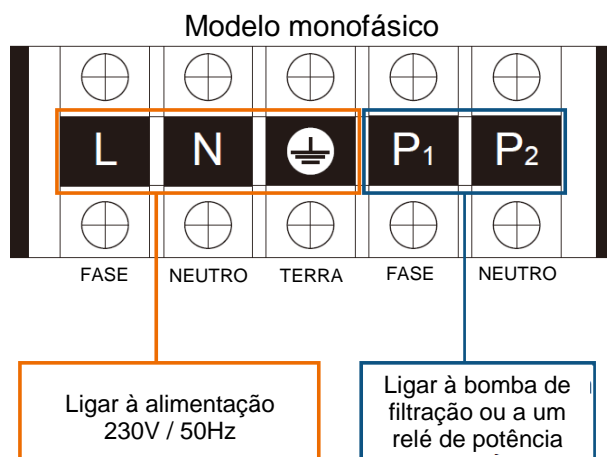 Modelo monofásico
L N P1 P2
FASE NEUTRO TERRA FASE NEUTRO
Ligar à alimentação
230V / 50Hz
Ligar à bomba de
filtração ou a um
relé de potência